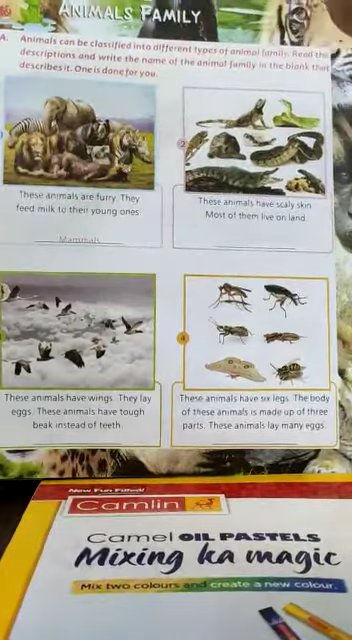 ANIMALS FAMILY
A. Animals can be classified into different types of animal family. Read the
descriptions and write the name of the animal family in the blank that
describes it. One is done for you.
These animals are furry. They
feed milk to their young ones
Mammals
These animals have scaly skin
Most of them live on land.
These animals have wings. They lay
eggs. These animals have tough
beak instead of teeth.
4
These animals have six legs. The body
of these animals is made up of three
parts. These animals lay many eggs.
New Fun Filled!
Camlin
Camel OIL PASTELS
Mixing ka magic
Mix two colours and create a new colour.